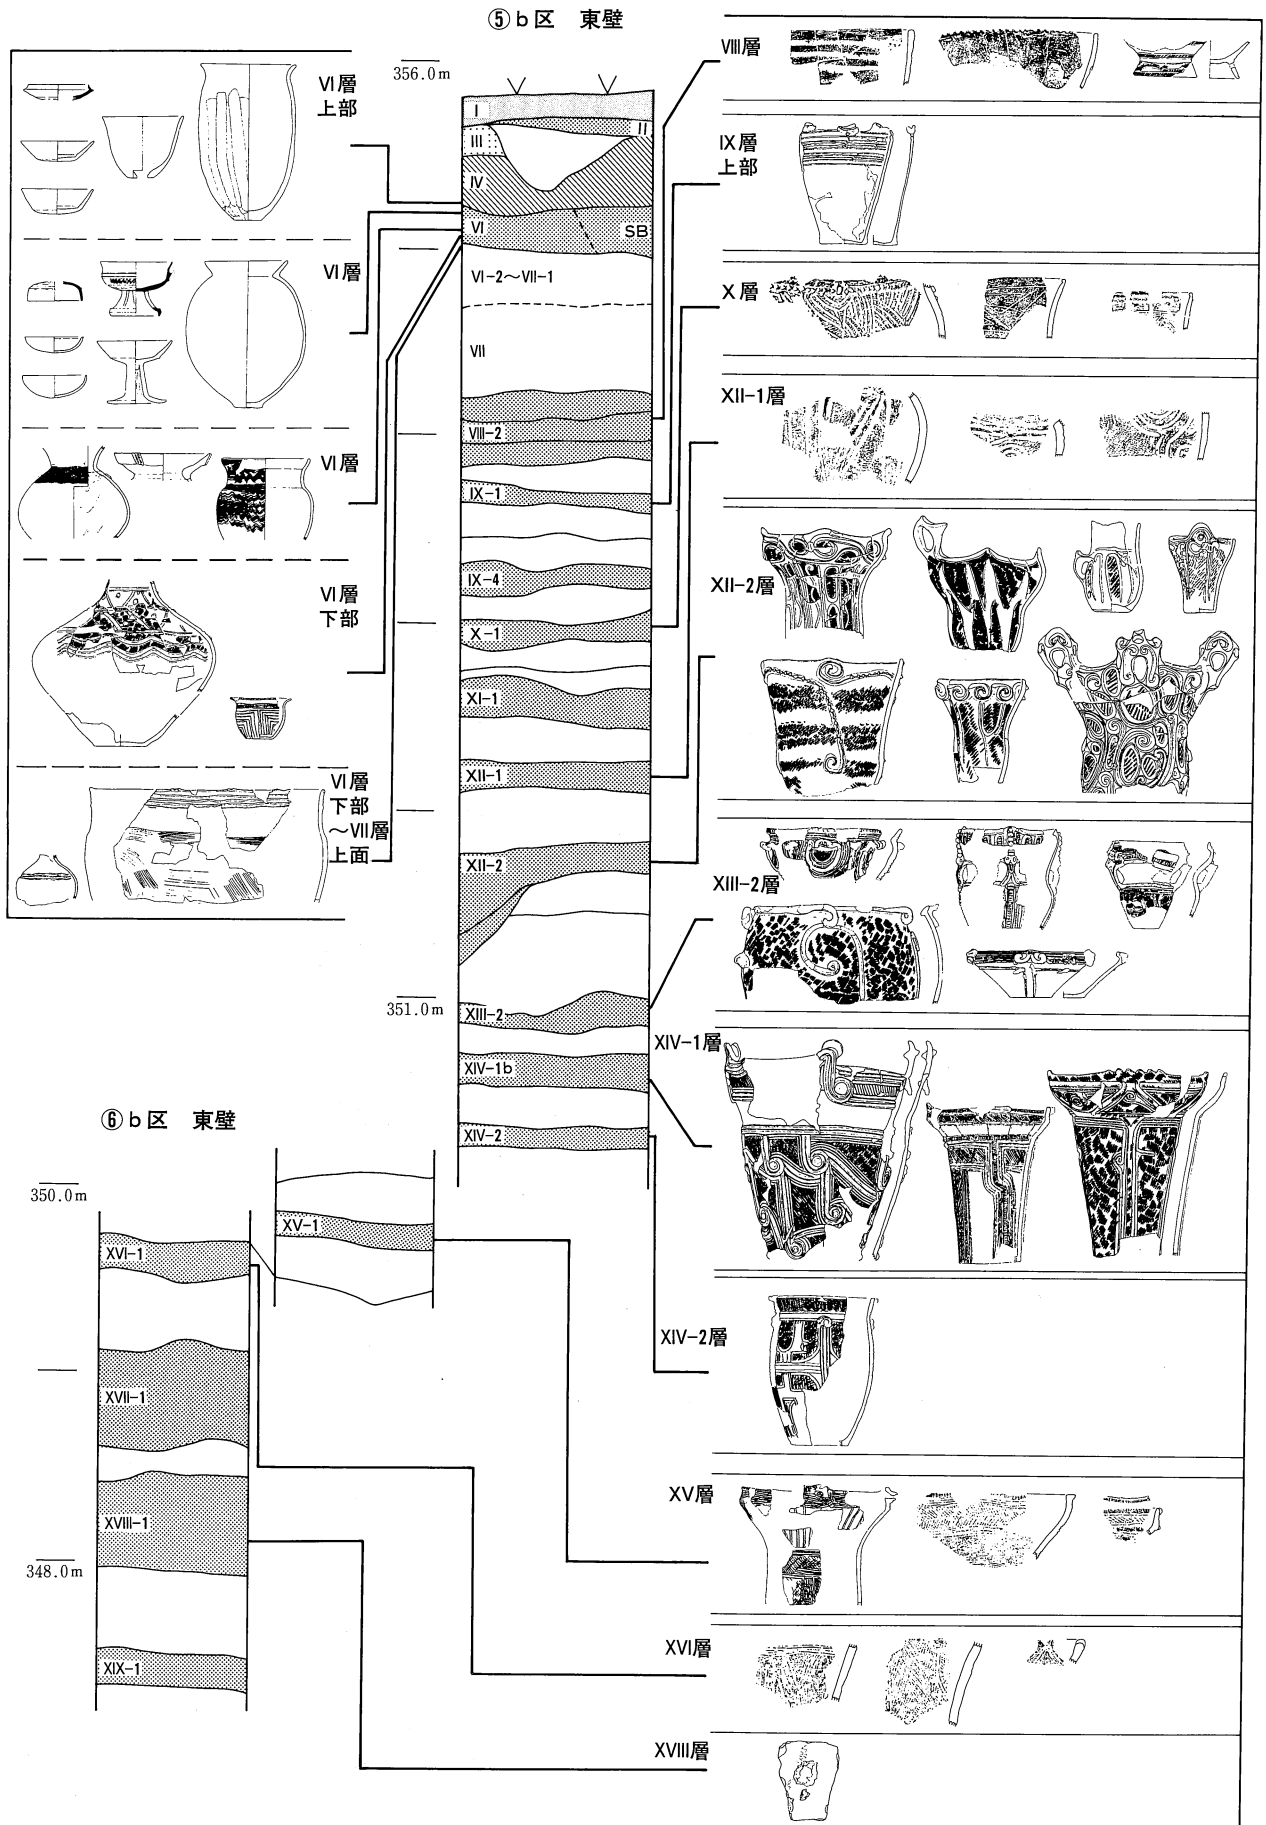 ⑤b区 東壁
356.0m
I
II
III
IV
VI
SB
VI-2～VII-1
VII
VIII-2
IX-1
IX-4
X-1
XI-1
XII-1
XII-2
351.0m
XIII-2
XIV-1b
XIV-2
VI層
上部
VI層
VI層
VI層
下部
VI層
下部
～VII層
上面
VIII層
IX層
上部
X層
XII-1層
XII-2層
XIII-2層
XIV-1層
XIV-2層
XV層
XVI層
XVIII層
⑥b区 東壁
350.0m
XV-1
XVI-1
XVII-1
XVIII-1
348.0m
XIX-1